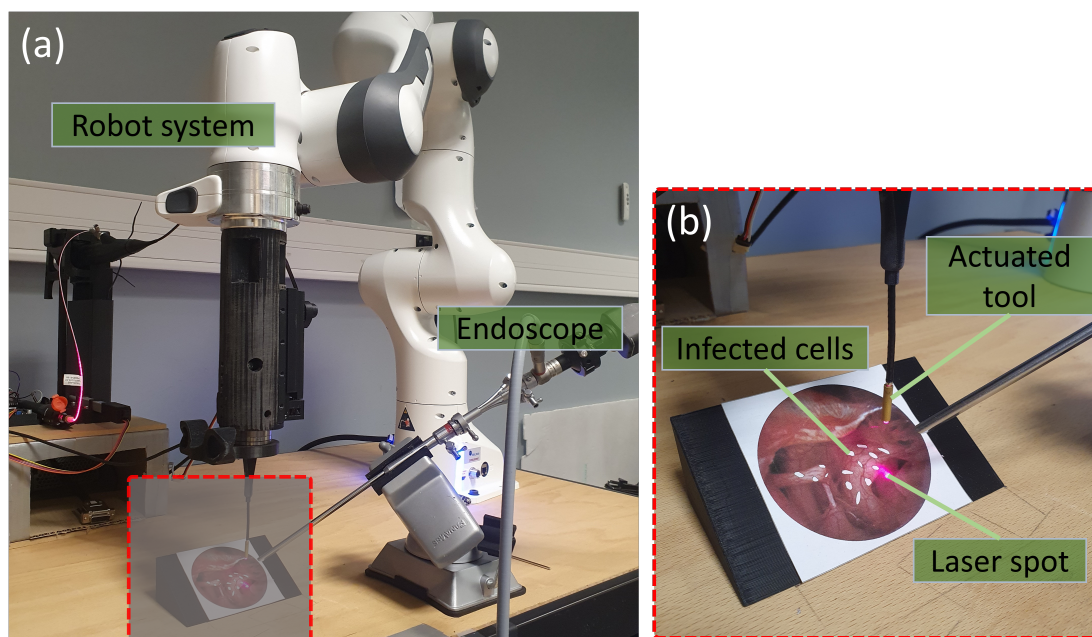 (a)
Robot system
Endoscope
(b)
Actuated
tool
Infected cells
Laser spot